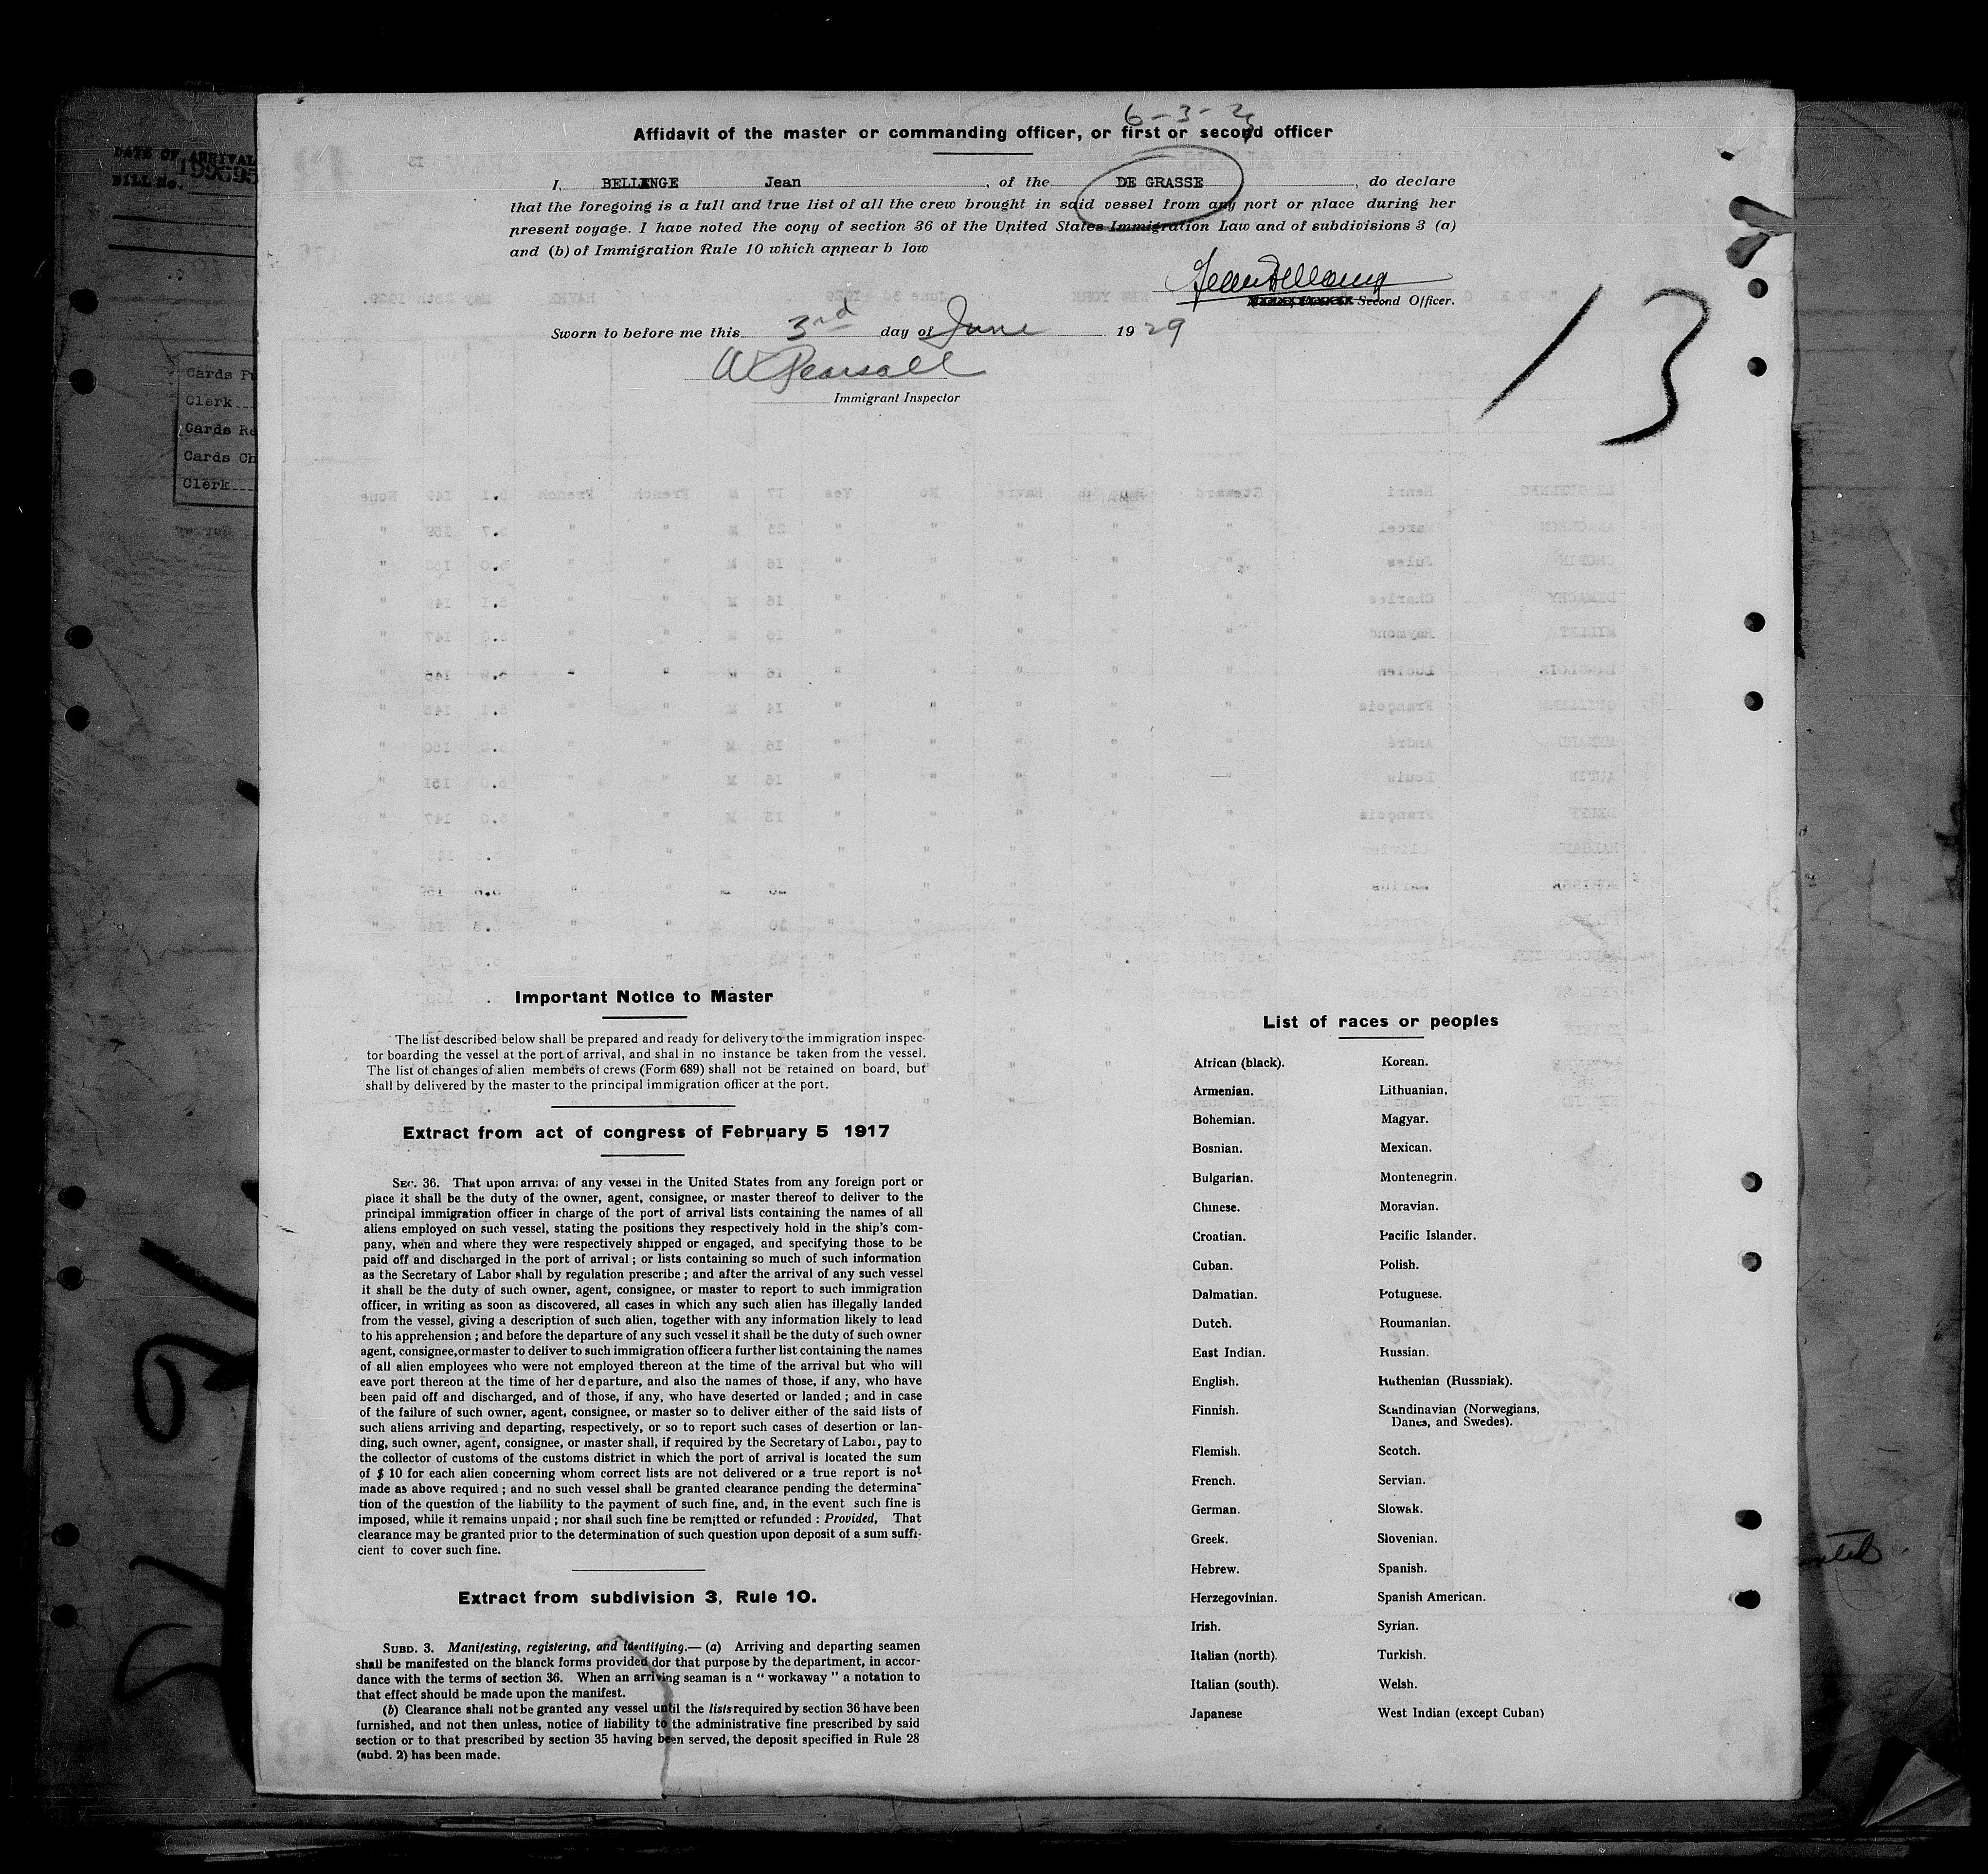 6-3-29
Affidavit of the master or commanding officer, or first or second officer
I, BELLENGE Jean, of the DE GRASSE, do declare
that the foregoing is a full and true list of all the crew brought in said vessel from any port or place during her
present voyage. I have noted the copy of section 36 of the United States Immigration Law and of subdivisions 3 (a)
and (b) of Immigration Rule 10 which appear b low
Second Officer.
Sworn to before me this 3rd day of June 1929
W Pearsall
Immigrant Inspector
13
DATE OF ARRIVAL
BILL No.
Clerk
Cards Re
Cards Ch
Clerk
Important Notice to Master
The list described below shall be prepared and ready for delivery to the immigration inspec-
tor boarding the vessel at the port of arrival, and shal in no instance be taken from the vessel.
The list of changes of alien members of crews (Form 689) shall not be retained on board, but
shall by delivered by the master to the principal immigration officer at the port.
Extract from act of congress of February 5 1917
SEC. 36. That upon arrival of any vessel in the United States from any foreign port or
place it shall be the duty of the owner, agent, consignee, or master thereof to deliver to the
principal immigration officer in charge of the port of arrival lists containing the names of all
aliens employed on such vessel, stating the positions they respectively hold in the ship's com-
pany, when and where they were respectively shipped or engaged, and specifying those to be
paid off and discharged in the port of arrival ; or lists containing so much of such information
as the Secretary of Labor shall by regulation prescribe ; and after the arrival of any such vessel
it shall be the duty of such owner, agent, consignee, or master to report to such immigration
officer, in writing as soon as discovered, all cases in which any such alien has illegally landed
from the vessel, giving a description of such alien, together with any information likely to lead
to his apprehension ; and before the departure of any such vessel it shall be the duty of such owner
agent, consignee,ormaster to deliver to such immigration officer a further list containing the names
of all alien employees who were not employed thereon at the time of the arrival but who will
eave port thereon at the time of her departure, and also the names of those, if any, who have
been paid off and discharged, and of those, if any, who have deserted or landed ; and in case
of the failure of such owner, agent, consignee, or master so to deliver either of the said lists of
such aliens arriving and departing, respectively, or so to report such cases of desertion or lan-
ding, such owner, agent, consignee, or master shall, if required by the Secretary of Labor, pay to
the collector of customs of the customs district in which the port of arrival is located the sum
of $ 10 for each alien concerning whom correct lists are not delivered or a true report is not
made as above required ; and no such vessel shall be granted clearance pending the determina-
tion of the question of the liability to the payment of such fine, and, in the event such fine is
imposed, while it remains unpaid ; nor shall such fine be remitted or refunded : Provided, That
clearance may be granted prior to the determination of such question upon deposit of a sum suffi-
cient to cover such fine.
Extract from subdivision 3, Rule 10.
SUBD. 3. Manifesting, registering, and identifying.— (a) Arriving and departing seamen
shall be manifested on the blanck forms provided dor that purpose by the department, in accor-
dance with the terms of section 36. When an arriving seaman is a “ workaway ” a notation to
that effect should be made upon the manifest.
(b) Clearance shall not be granted any vessel until the lists required by section 36 have been
furnished, and not then unless, notice of liability to the administrative fine prescribed by said
section or to that prescribed by section 35 having been served, the deposit specified in Rule 28
(subd. 2) has been made.
List of races or peoples
African (black).
Armenian.
Bohemian.
Bosnian.
Bulgarian.
Chinese.
Croatian.
Cuban.
Dalmatian.
Dutch.
East Indian.
English.
Finnish.
Flemish.
French.
German.
Greek.
Hebrew.
Herzegovinian.
Irish.
Italian (north).
Italian (south).
Japanese
Korean.
Lithuanian.
Magyar.
Mexican.
Montenegrin.
Moravian.
Pacific Islander.
Polish.
Potuguese.
Roumanian.
Russian.
Ruthenian (Russniak).
Scandinavian (Norwegians,
Danes, and Swedes).
Scotch.
Servian.
Slowak.
Slovenian.
Spanish.
Spanish American.
Syrian.
Turkish.
Welsh.
West Indian (except Cuban)